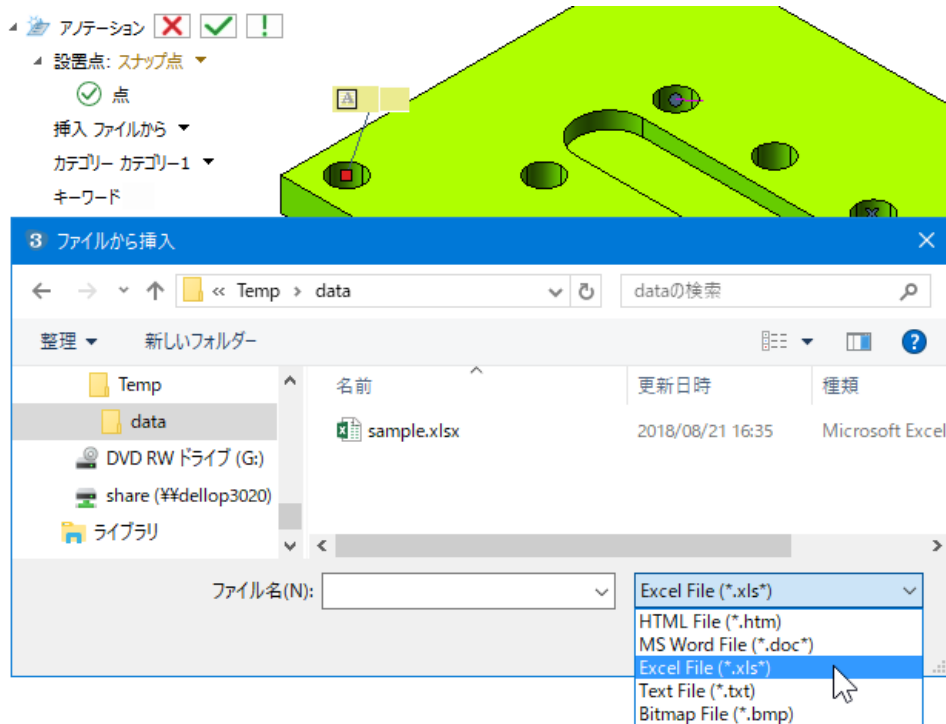 アノテーション
設置点: スナップ点
点
挿入 ファイルから
カテゴリー カテゴリー1
キーワード
A
3 ファイルから挿入
« Temp › data
dataの検索
整理
新しいフォルダー
Temp
data
DVD RW ドライブ (G:)
share (¥¥dellop3020)
ライブラリ
名前
更新日時
種類
sample.xlsx
2018/08/21 16:35
Microsoft Excel
ファイル名(N):
Excel File (*.xls*)
HTML File (*.htm)
MS Word File (*.doc*)
Excel File (*.xls*)
Text File (*.txt)
Bitmap File (*.bmp)